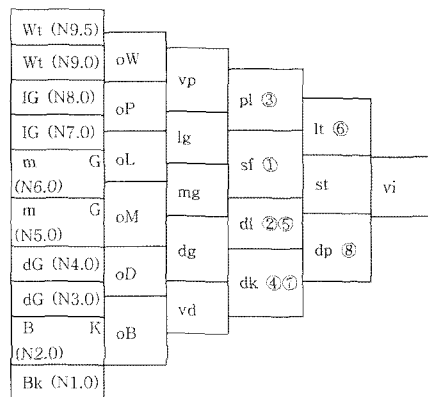 Wt (N9.5)
Wt (N9.0)
lG (N8.0)
lG (N7.0)
m G
(N6.0)
m G
(N5.0)
dG (N4.0)
dG (N3.0)
B K
(N2.0)
Bk (N1.0)
oW
oP
oL
oM
oD
oB
vp
lg
mg
dg
vd
pl ③
sf ①
dl ②⑤
dk ④⑦
lt ⑥
st
dp ⑧
vi